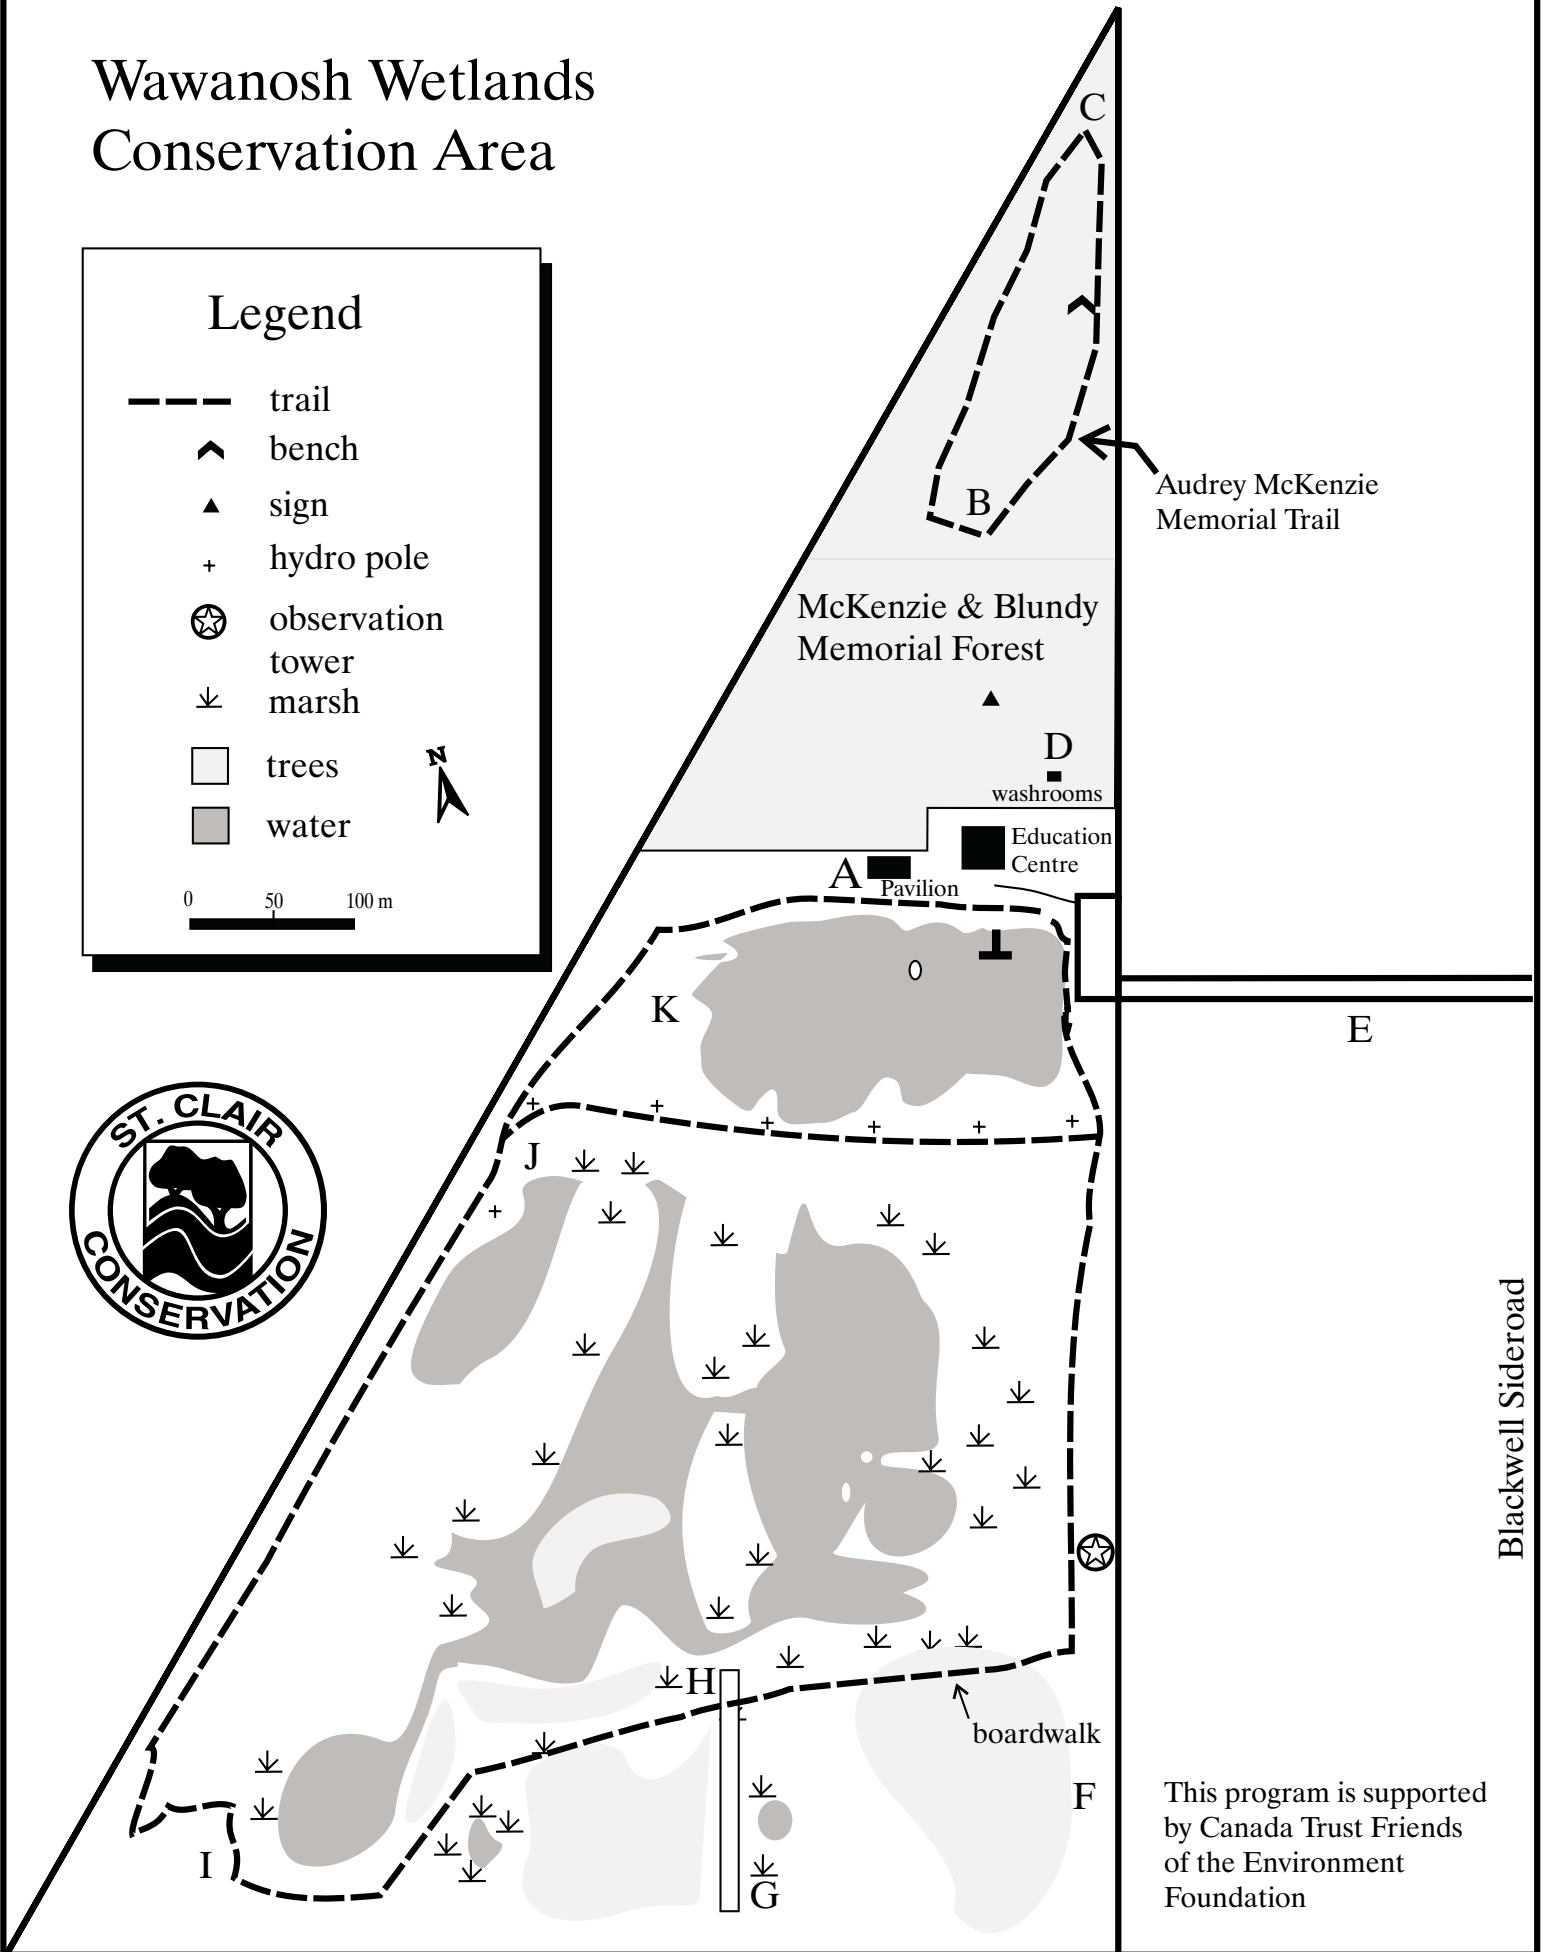 Wawanosh Wetlands
Conservation Area
Legend
trail
bench
sign
hydro pole
observation
tower
marsh
trees
water
N
0 50 100 m
C
B
Audrey McKenzie
Memorial Trail
McKenzie & Blundy
Memorial Forest
D
washrooms
Education
Centre
A
Pavilion
K
E
J
ST. CLAIR
CONSERVATION
Blackwell Sideroad
H
boardwalk
F
I
G
This program is supported
by Canada Trust Friends
of the Environment
Foundation